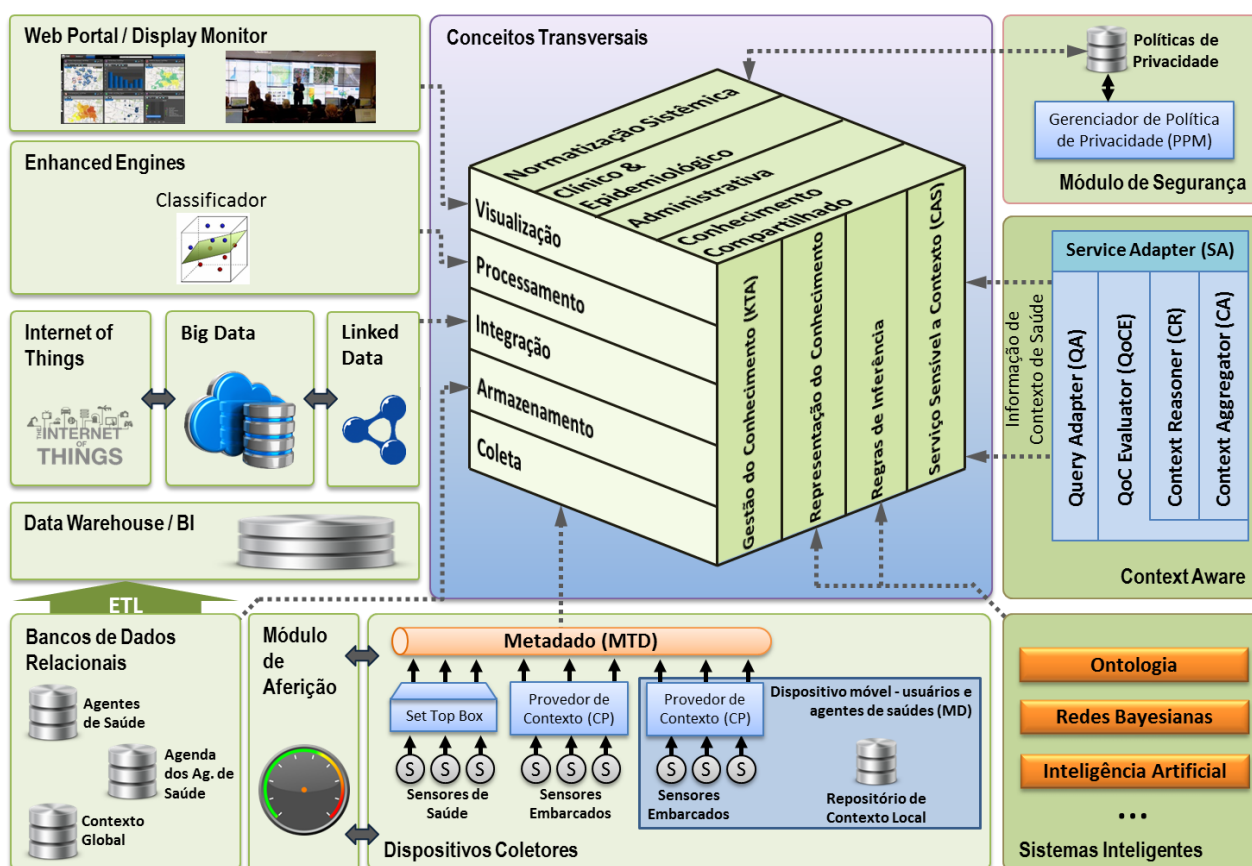 Web Portal / Display Monitor
Enhanced Engines
Classificador
Internet of
Things
THE
INTERNET
OF
THINGS
Big Data
Linked
Data
Data Warehouse / BI
ETL
Bancos de Dados
Relacionais
Agentes
de Saúde
Agenda
dos Ag. de
Saúde
Contexto
Global
Módulo
de
Aferição
Conceitos Transversais
Normatização Sistêmica
Clínico &
Epidemiológico
Administrativa
Conhecimento
Compartilhado
Visualização
Processamento
Integração
Armazenamento
Coleta
Gestão do Conhecimento (KTA)
Representação do Conhecimento
Regras de Inferência
Serviço Sensível a Contexto (CAS)
Metadado (MTD)
Set Top Box
Provedor de
Contexto (CP)
Provedor de
Contexto (CP)
Dispositivo móvel - usuários e
agentes de saúdes (MD)
S S S
S S S
S S S
Sensores de
Saúde
Sensores
Embarcados
Sensores
Embarcados
Repositório de
Contexto Local
Dispositivos Coletores
Políticas de
Privacidade
Gerenciador de Política
de Privacidade (PPM)
Módulo de Segurança
Service Adapter (SA)
Informação de
Contexto de Saúde
Query Adapter (QA)
QoC Evaluator (QoCE)
Context Reasoner (CR)
Context Aggregator (CA)
Context Aware
Ontologia
Redes Bayesianas
Inteligência Artificial
...
Sistemas Inteligentes